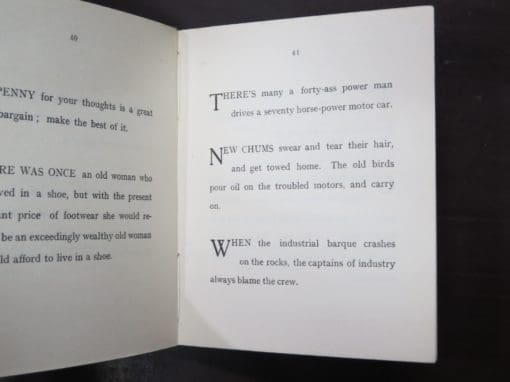 40
PENNY for your thoughts is a great
bargain; make the best of it.
RE WAS ONCE an old woman who
ved in a shoe, but with the present
nt price of footwear she would re-
be an exceedingly wealthy old woman
ld afford to live in a shoe.
41
THERE'S many a forty-ass power man
drives a seventy horse-power motor car.
NEW CHUMS swear and tear their hair,
and get towed home. The old birds
pour oil on the troubled motors, and carry
on.
WHEN the industrial barque crashes
on the rocks, the captains of industry
always blame the crew.